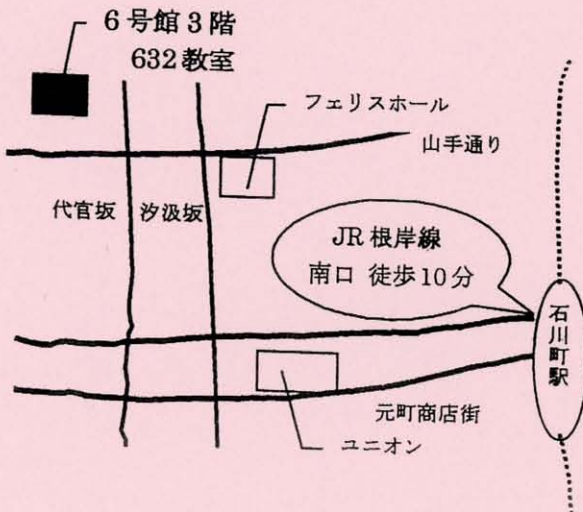 6号館3階
632教室
フェリスホール
山手通り
代官坂
汐汲坂
JR根岸線
南口 徒歩10分
石川町駅
元町商店街
ユニオン